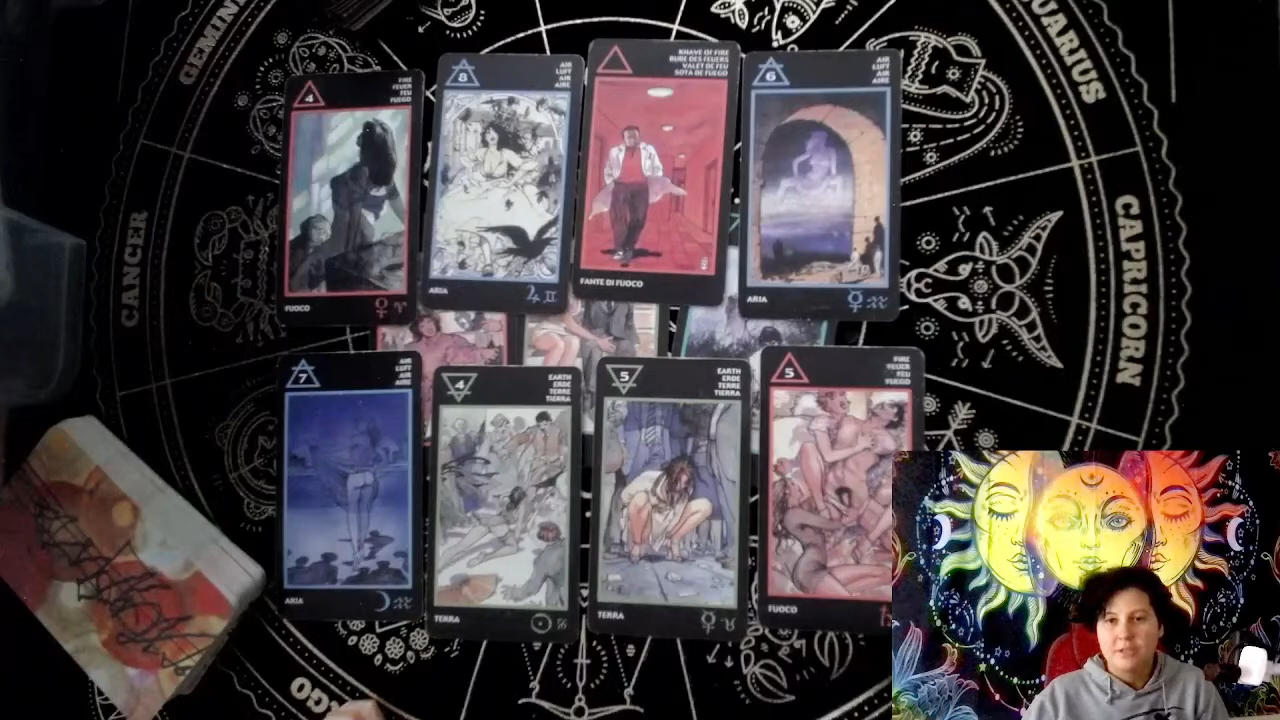 GEMINI
AQUARIUS
CANCER
CAPRICORN
4
FIRE
FEUER
FEU
FUEGO
FUOCO
8
AIR
LUFT
AIR
AIRE
ARIA
KNAVE OF FIRE
BUBE DES FEUERS
VALET DE FEU
SOTA DE FUEGO
FANTE DI FUOCO
6
AIR
LUFT
AIR
AIRE
ARIA
7
AIR
LUFT
AIR
AIRE
ARIA
4
EARTH
ERDE
TERRE
TIERRA
TERRA
5
EARTH
ERDE
TERRE
TIERRA
TERRA
5
FIRE
FEUER
FEU
FUEGO
FUOCO